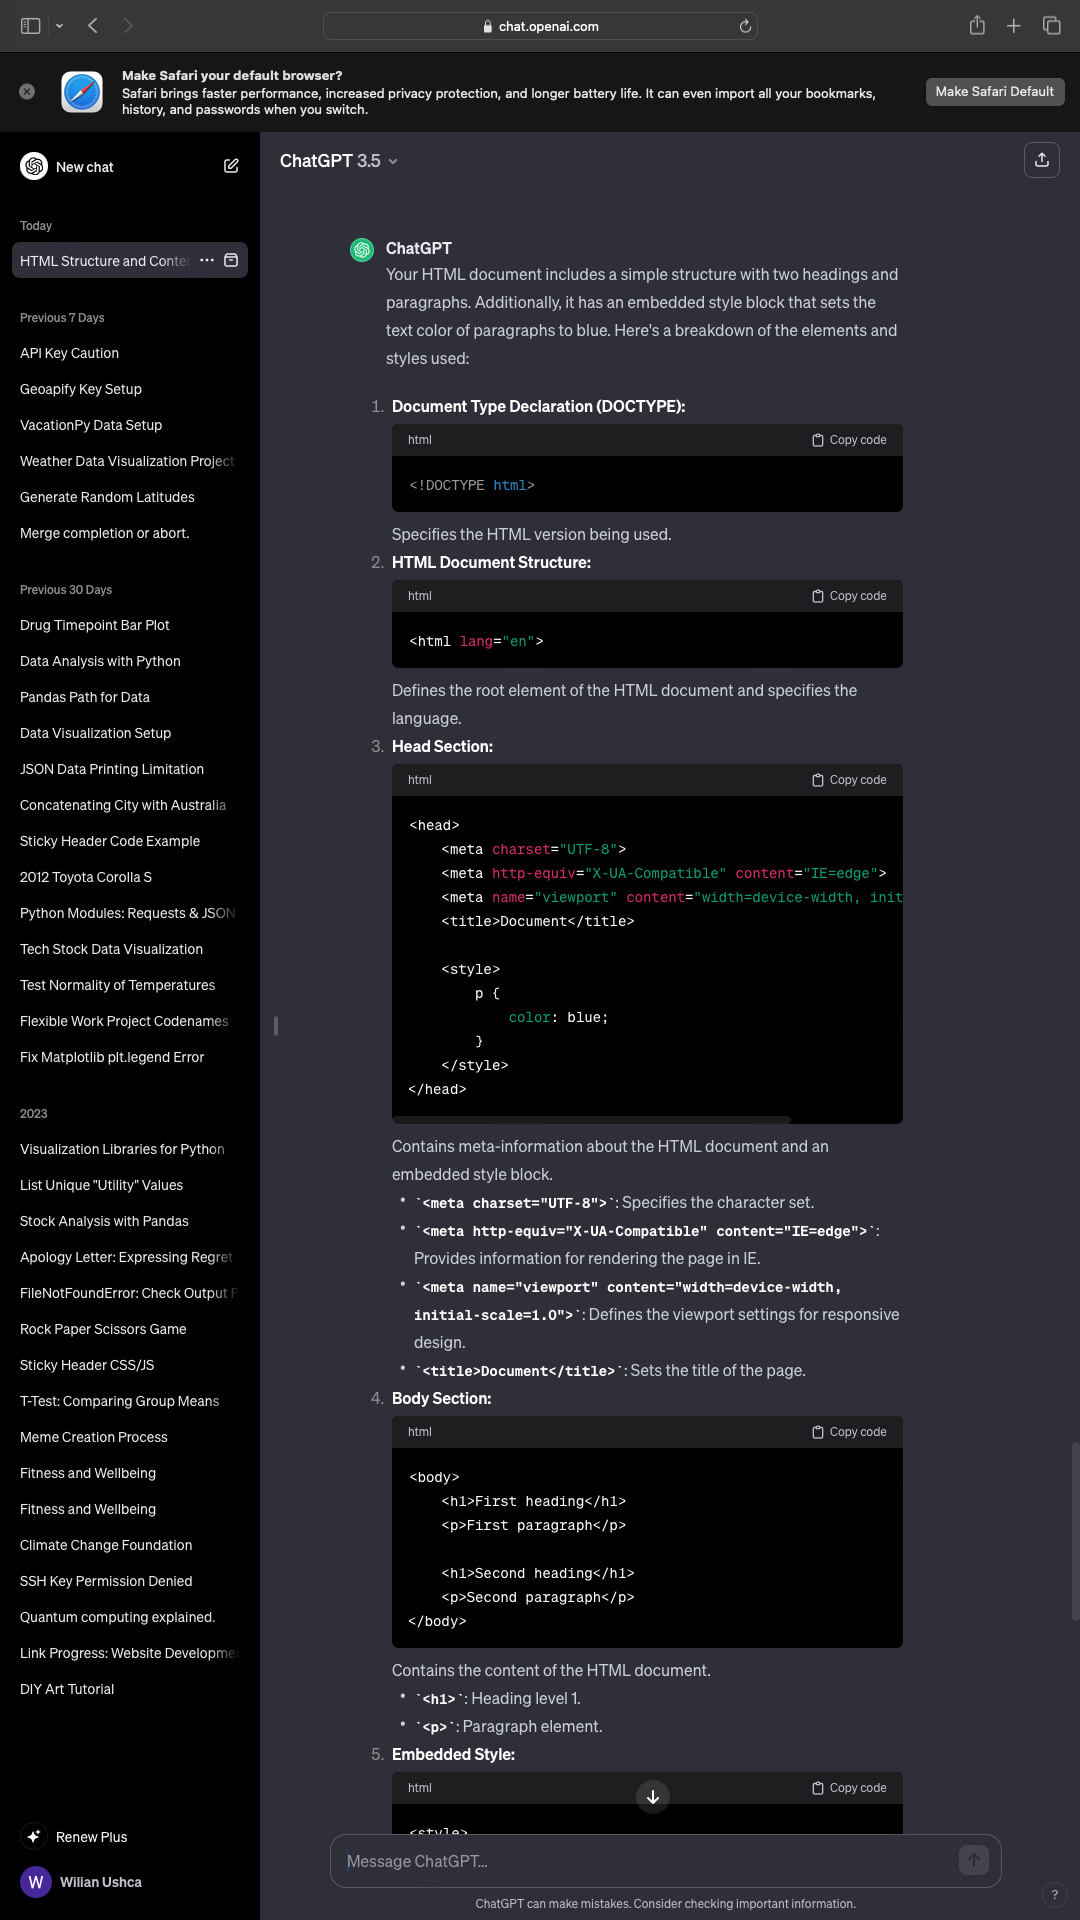 chat.openai.com
Make Safari your default browser?
Safari brings faster performance, increased privacy protection, and longer battery life. It can even import all your bookmarks,
history, and passwords when you switch.
Make Safari Default
New chat
Today
HTML Structure and Conte
Previous 7 Days
API Key Caution
Geoapify Key Setup
VacationPy Data Setup
Weather Data Visualization Project
Generate Random Latitudes
Merge completion or abort.
Previous 30 Days
Drug Timepoint Bar Plot
Data Analysis with Python
Pandas Path for Data
Data Visualization Setup
JSON Data Printing Limitation
Concatenating City with Australia
Sticky Header Code Example
2012 Toyota Corolla S
Python Modules: Requests & JSON
Tech Stock Data Visualization
Test Normality of Temperatures
Flexible Work Project Codenames
Fix Matplotlib plt.legend Error
2023
Visualization Libraries for Python
List Unique "Utility" Values
Stock Analysis with Pandas
Apology Letter: Expressing Regret
FileNotFoundError: Check Output P
Rock Paper Scissors Game
Sticky Header CSS/JS
T-Test: Comparing Group Means
Meme Creation Process
Fitness and Wellbeing
Fitness and Wellbeing
Climate Change Foundation
SSH Key Permission Denied
Quantum computing explained.
Link Progress: Website Developme
DIY Art Tutorial
Renew Plus
W Wilian Ushca
ChatGPT 3.5
ChatGPT
Your HTML document includes a simple structure with two headings and
paragraphs. Additionally, it has an embedded style block that sets the
text color of paragraphs to blue. Here's a breakdown of the elements and
styles used:
1. Document Type Declaration (DOCTYPE):
html Copy code
<!DOCTYPE html>
Specifies the HTML version being used.
2. HTML Document Structure:
html Copy code
<html lang="en">
Defines the root element of the HTML document and specifies the
language.
3. Head Section:
html Copy code
<head>
<meta charset="UTF-8">
<meta http-equiv="X-UA-Compatible" content="IE=edge">
<meta name="viewport" content="width=device-width, init
<title>Document</title>
<style>
p {
color: blue;
}
</style>
</head>
Contains meta-information about the HTML document and an
embedded style block.
• `<meta charset="UTF-8">`: Specifies the character set.
• `<meta http-equiv="X-UA-Compatible" content="IE=edge">`:
Provides information for rendering the page in IE.
• `<meta name="viewport" content="width=device-width,
initial-scale=1.0">`: Defines the viewport settings for responsive
design.
• `<title>Document</title>`: Sets the title of the page.
4. Body Section:
html Copy code
<body>
<h1>First heading</h1>
<p>First paragraph</p>
<h1>Second heading</h1>
<p>Second paragraph</p>
</body>
Contains the content of the HTML document.
• `<h1>`: Heading level 1.
• `<p>`: Paragraph element.
5. Embedded Style:
html Copy code
<style>
Message ChatGPT...
ChatGPT can make mistakes. Consider checking important information.
?